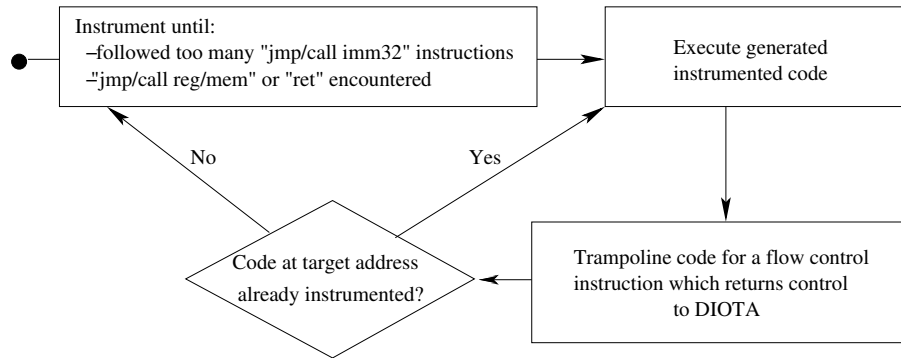 Instrument until:
–followed too many "jmp/call imm32" instructions
–"jmp/call reg/mem" or "ret" encountered
Execute generated
instrumented code
No
Yes
Code at target address
already instrumented?
Trampoline code for a flow control
instruction which returns control
to DIOTA